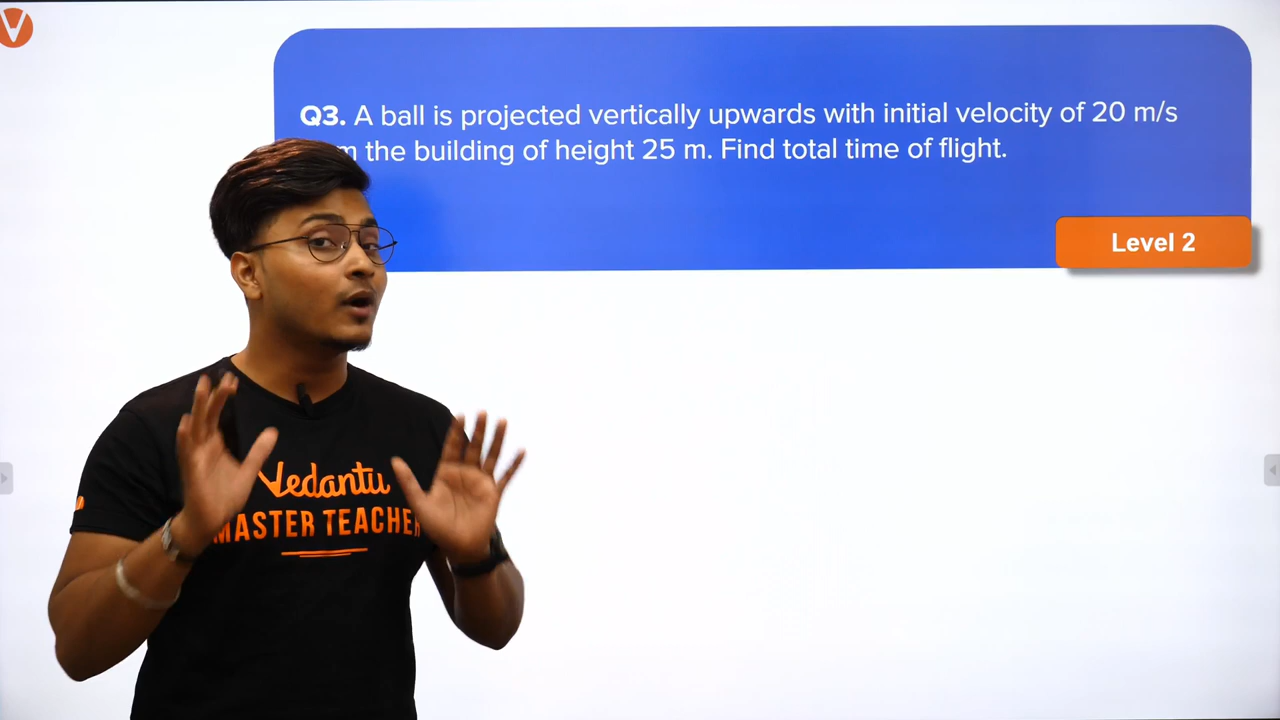 Q3. A ball is projected vertically upwards with initial velocity of 20 m/s
the building of height 25 m. Find total time of flight.
Level 2
Vedantu
MASTER TEACHER